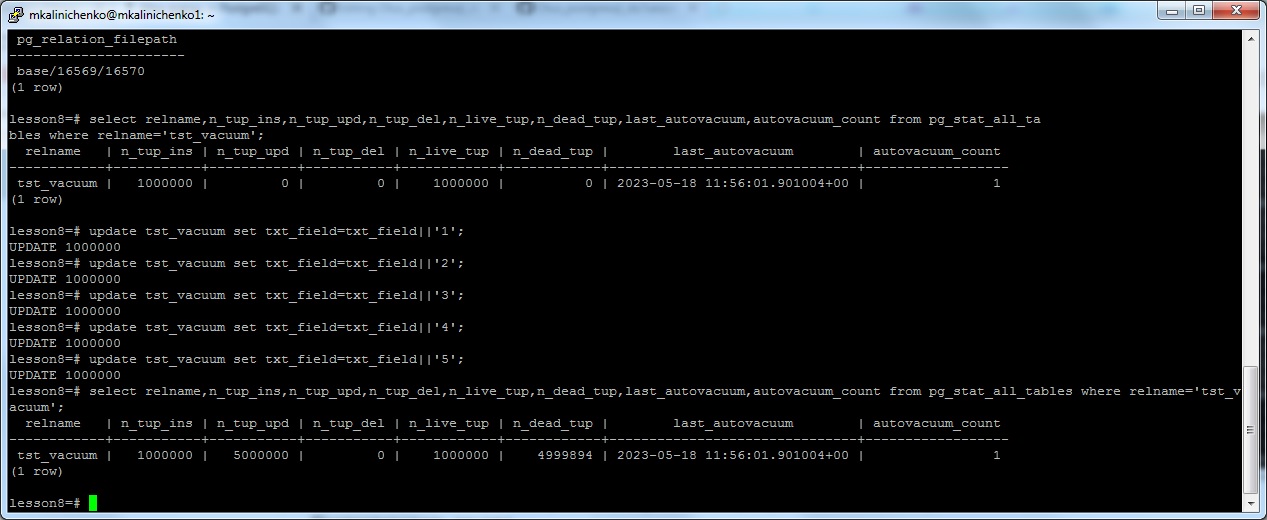 mkalinichenko@mkalinichenko1: ~
 pg_relation_filepath
----------------------
 base/16569/16570
(1 row)
lesson8=# select relname,n_tup_ins,n_tup_upd,n_tup_del,n_live_tup,n_dead_tup,last_autovacuum,autovacuum_count from pg_stat_all_ta
bles where relname='tst_vacuum';
  relname   | n_tup_ins | n_tup_upd | n_tup_del | n_live_tup | n_dead_tup |        last_autovacuum        | autovacuum_count
------------+-----------+-----------+-----------+------------+------------+-------------------------------+------------------
 tst_vacuum |   1000000 |         0 |         0 |    1000000 |          0 | 2023-05-18 11:56:01.901004+00 |                1
(1 row)
lesson8=# update tst_vacuum set txt_field=txt_field||'1';
UPDATE 1000000
lesson8=# update tst_vacuum set txt_field=txt_field||'2';
UPDATE 1000000
lesson8=# update tst_vacuum set txt_field=txt_field||'3';
UPDATE 1000000
lesson8=# update tst_vacuum set txt_field=txt_field||'4';
UPDATE 1000000
lesson8=# update tst_vacuum set txt_field=txt_field||'5';
UPDATE 1000000
lesson8=# select relname,n_tup_ins,n_tup_upd,n_tup_del,n_live_tup,n_dead_tup,last_autovacuum,autovacuum_count from pg_stat_all_tables where relname='tst_v
acuum';
  relname   | n_tup_ins | n_tup_upd | n_tup_del | n_live_tup | n_dead_tup |        last_autovacuum        | autovacuum_count
------------+-----------+-----------+-----------+------------+------------+-------------------------------+------------------
 tst_vacuum |   1000000 |   5000000 |         0 |    1000000 |    4999894 | 2023-05-18 11:56:01.901004+00 |                1
(1 row)
lesson8=#